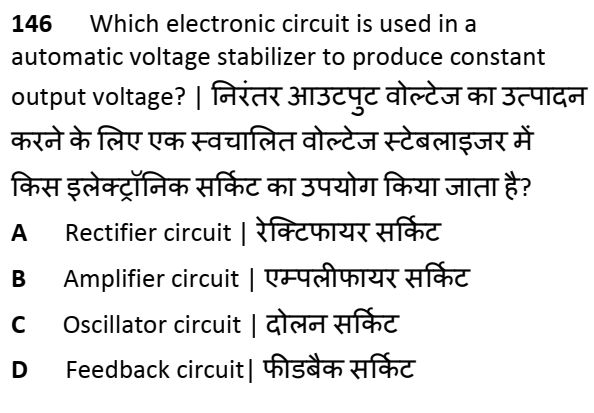 146 Which electronic circuit is used in a
automatic voltage stabilizer to produce constant
output voltage? | निरंतर आउटपुट वोल्टेज का उत्पादन
करने के लिए एक स्वचालित वोल्टेज स्टेबलाइजर में
किस इलेक्ट्रॉनिक सर्किट का उपयोग किया जाता है?
A Rectifier circuit | रेक्टिफायर सर्किट
B Amplifier circuit | एम्पलीफायर सर्किट
C Oscillator circuit | दोलन सर्किट
D Feedback circuit| फीडबैक सर्किट